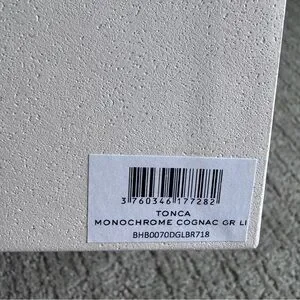 3 760346 177282
TONCA
MONOCHROME COGNAC GR LI
BHB0070DGLBR718